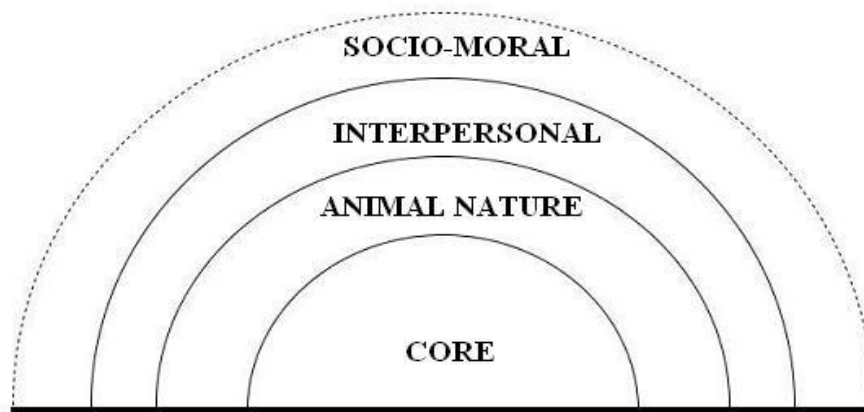 SOCIO-MORAL
INTERPERSONAL
ANIMAL NATURE
CORE